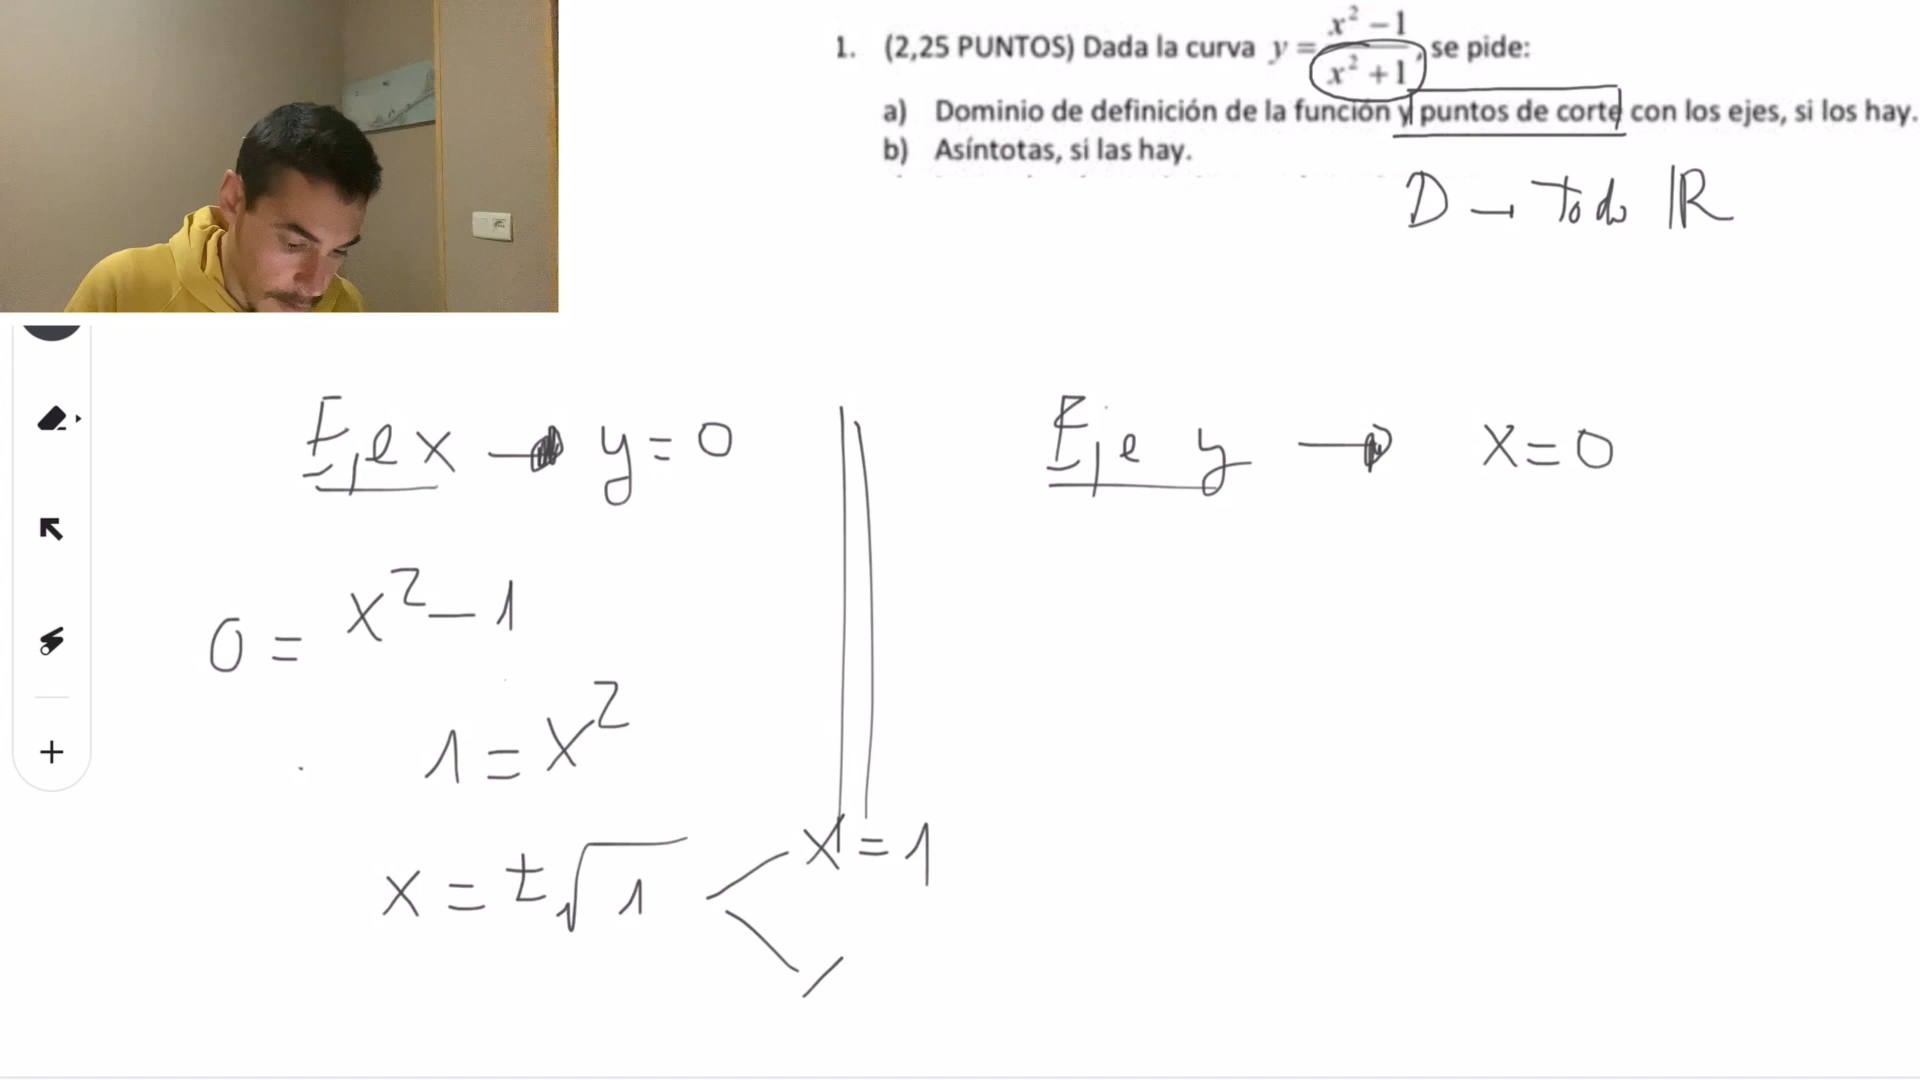 1. (2,25 PUNTOS) Dada la curva y = (x² − 1)/(x² + 1), se pide:
a) Dominio de definición de la función y puntos de corte con los ejes, si los hay.
b) Asíntotas, si las hay.
D → Todo ℝ
Eje x → y = 0
0 = x² − 1
1 = x²
x = ±√1
x = 1
Eje y → x = 0